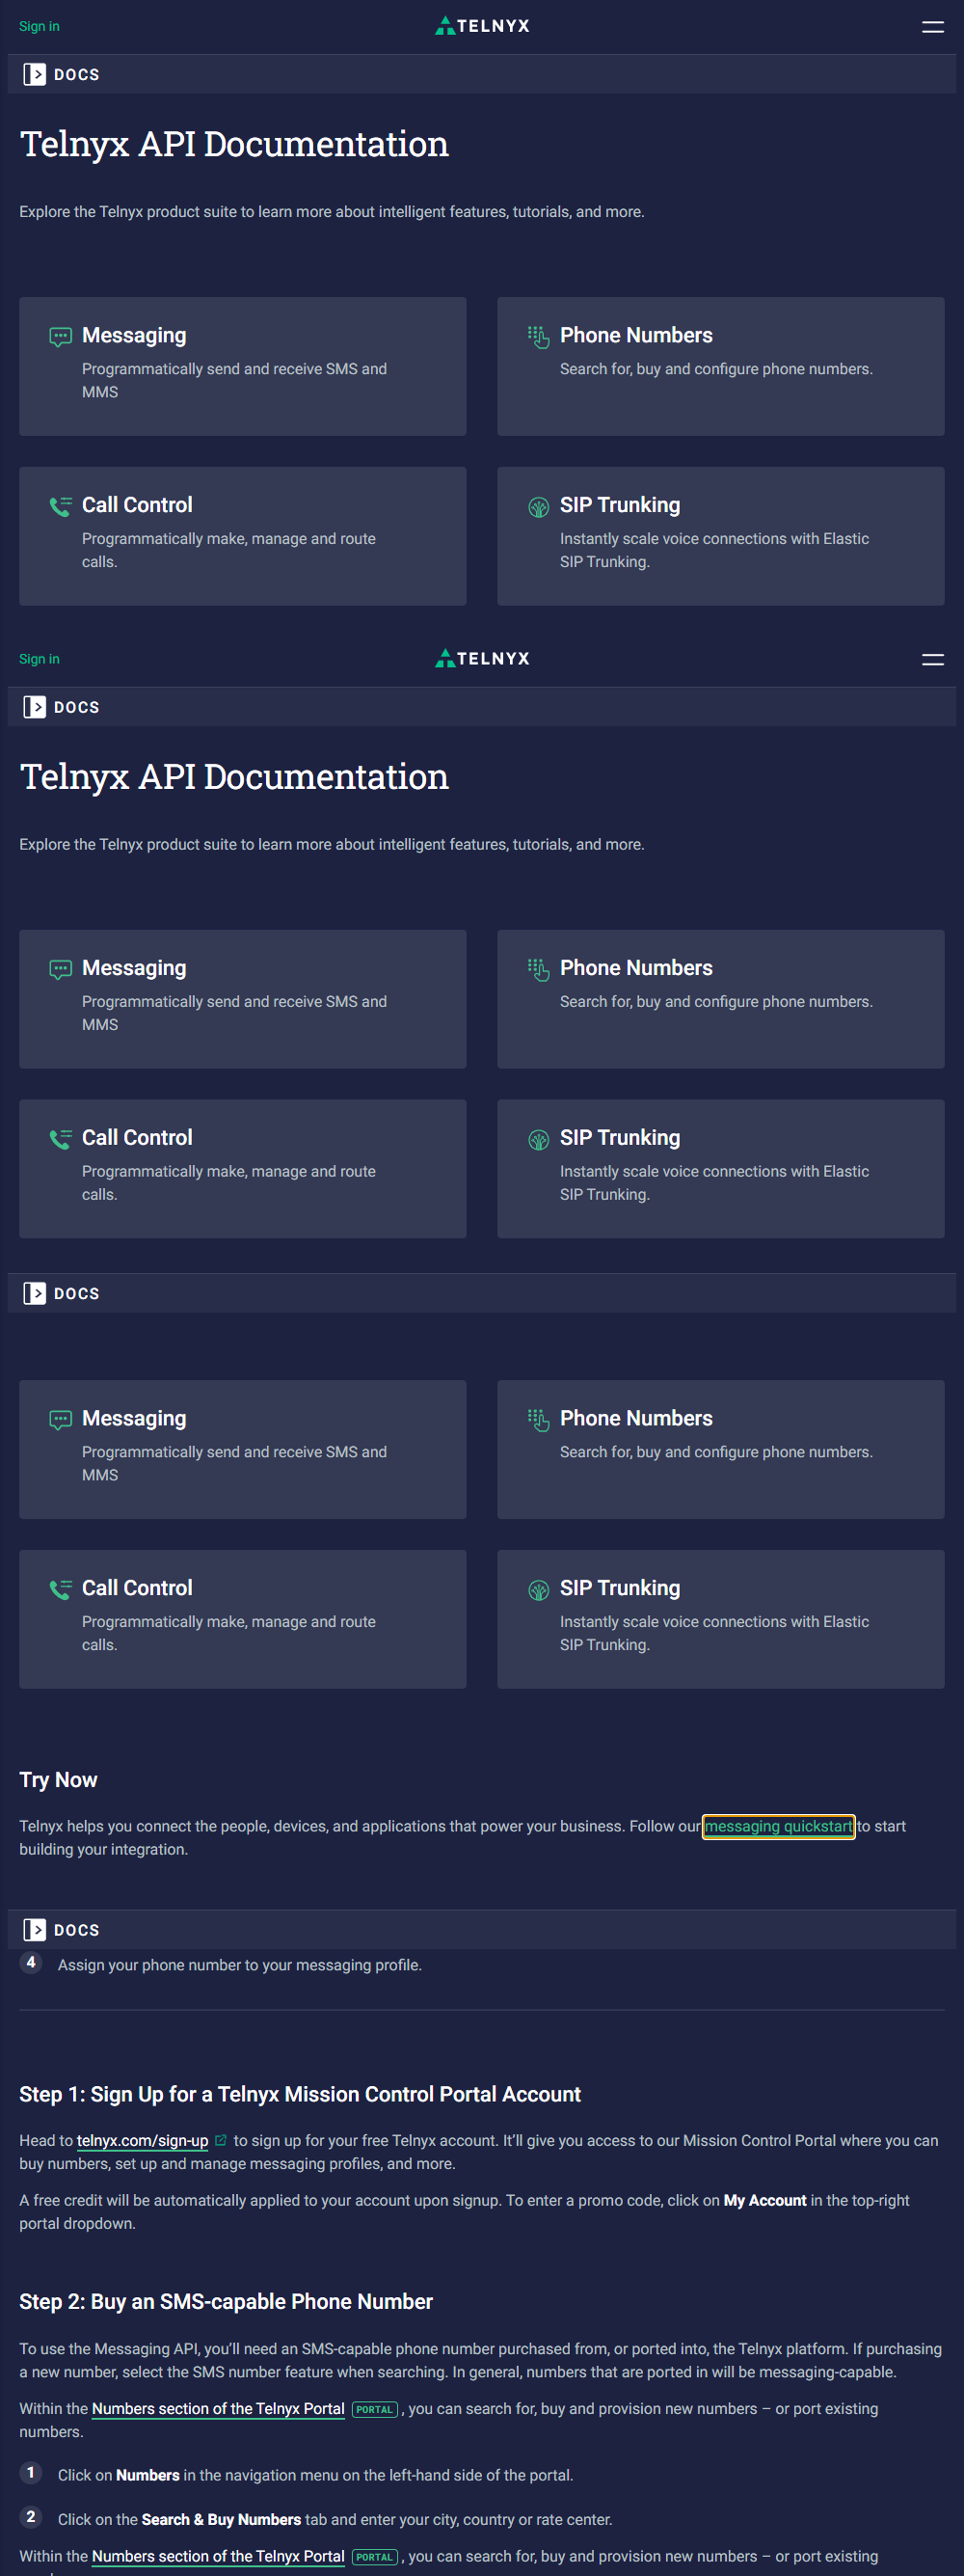 Sign in
TELNYX
DOCS
Telnyx API Documentation
Explore the Telnyx product suite to learn more about intelligent features, tutorials, and more.
Messaging
Programmatically send and receive SMS and
MMS
Phone Numbers
Search for, buy and configure phone numbers.
Call Control
Programmatically make, manage and route
calls.
SIP Trunking
Instantly scale voice connections with Elastic
SIP Trunking.
Sign in
TELNYX
DOCS
Telnyx API Documentation
Explore the Telnyx product suite to learn more about intelligent features, tutorials, and more.
Messaging
Programmatically send and receive SMS and
MMS
Phone Numbers
Search for, buy and configure phone numbers.
Call Control
Programmatically make, manage and route
calls.
SIP Trunking
Instantly scale voice connections with Elastic
SIP Trunking.
DOCS
Messaging
Programmatically send and receive SMS and
MMS
Phone Numbers
Search for, buy and configure phone numbers.
Call Control
Programmatically make, manage and route
calls.
SIP Trunking
Instantly scale voice connections with Elastic
SIP Trunking.
Try Now
Telnyx helps you connect the people, devices, and applications that power your business. Follow our messaging quickstart to start
building your integration.
DOCS
4 Assign your phone number to your messaging profile.
Step 1: Sign Up for a Telnyx Mission Control Portal Account
Head to telnyx.com/sign-up to sign up for your free Telnyx account. It’ll give you access to our Mission Control Portal where you can
buy numbers, set up and manage messaging profiles, and more.
A free credit will be automatically applied to your account upon signup. To enter a promo code, click on My Account in the top-right
portal dropdown.
Step 2: Buy an SMS-capable Phone Number
To use the Messaging API, you’ll need an SMS-capable phone number purchased from, or ported into, the Telnyx platform. If purchasing
a new number, select the SMS number feature when searching. In general, numbers that are ported in will be messaging-capable.
Within the Numbers section of the Telnyx Portal PORTAL , you can search for, buy and provision new numbers – or port existing
numbers.
1 Click on Numbers in the navigation menu on the left-hand side of the portal.
2 Click on the Search & Buy Numbers tab and enter your city, country or rate center.
Within the Numbers section of the Telnyx Portal PORTAL , you can search for, buy and provision new numbers – or port existing